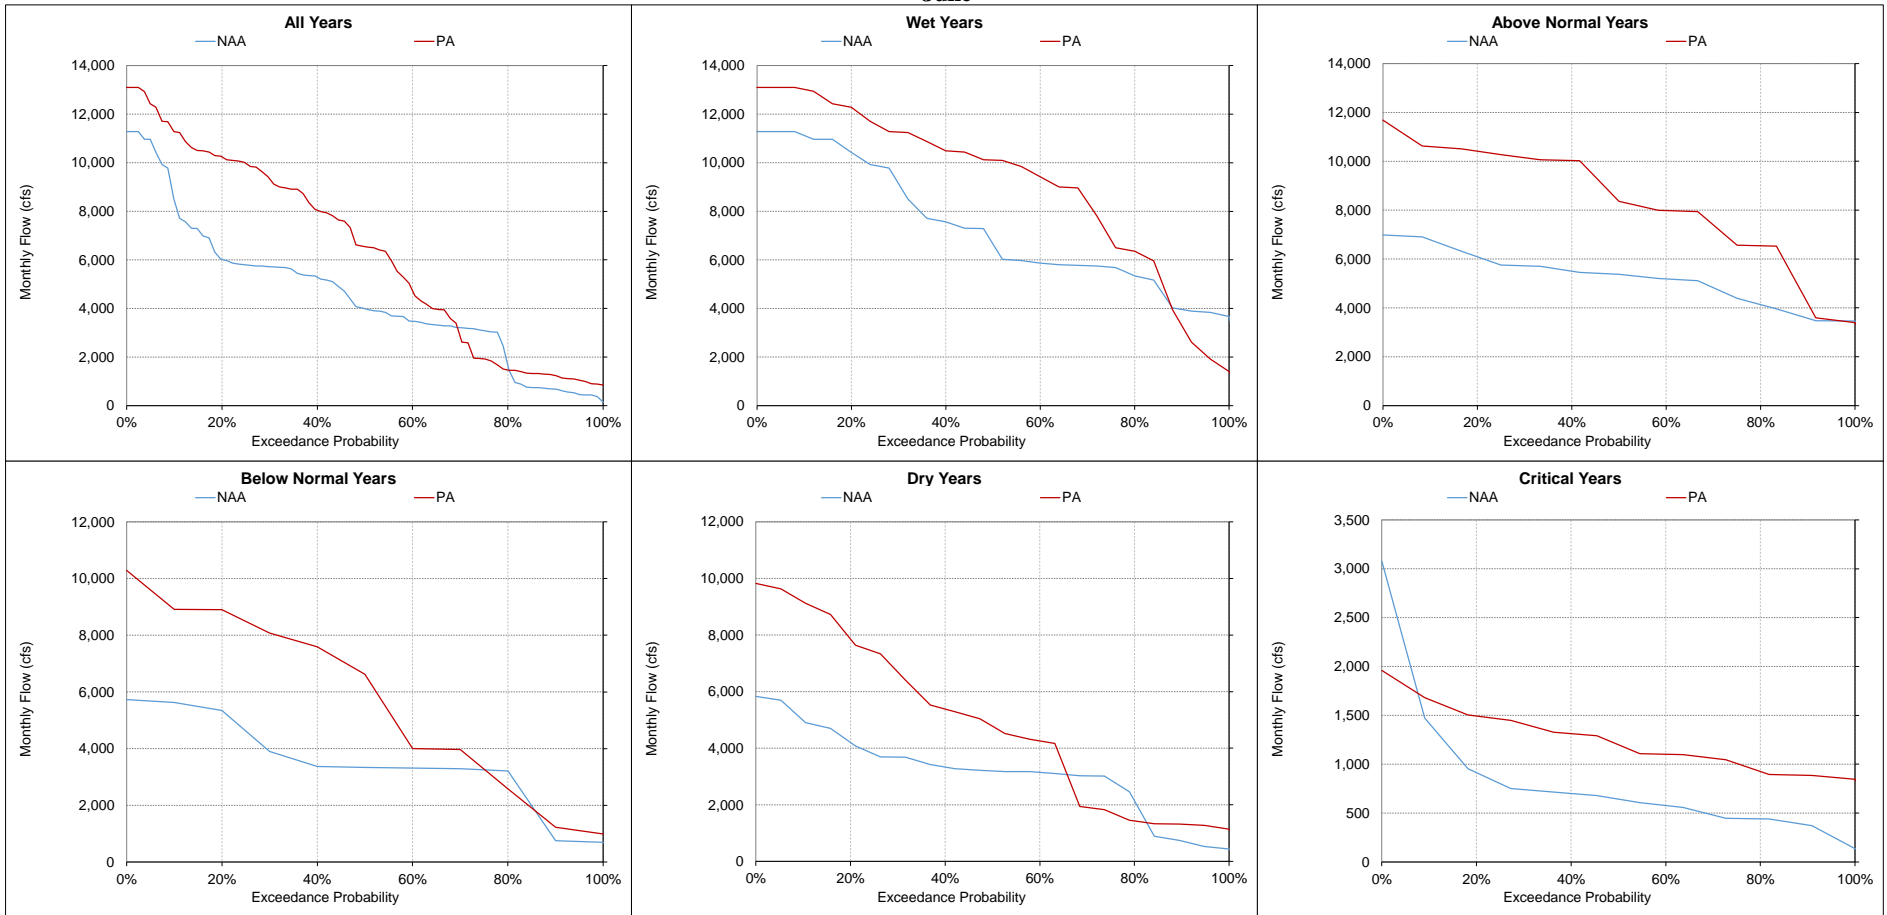 All Years
NAA PA
14,000
12,000
10,000
8,000
6,000
4,000
2,000
0
Monthly Flow (cfs)
0% 20% 40% 60% 80% 100%
Exceedance Probability
Wet Years
NAA PA
14,000
12,000
10,000
8,000
6,000
4,000
2,000
0
Monthly Flow (cfs)
0% 20% 40% 60% 80% 100%
Exceedance Probability
Above Normal Years
NAA PA
14,000
12,000
10,000
8,000
6,000
4,000
2,000
0
Monthly Flow (cfs)
0% 20% 40% 60% 80% 100%
Exceedance Probability
Below Normal Years
NAA PA
12,000
10,000
8,000
6,000
4,000
2,000
0
Monthly Flow (cfs)
0% 20% 40% 60% 80% 100%
Exceedance Probability
Dry Years
NAA PA
12,000
10,000
8,000
6,000
4,000
2,000
0
Monthly Flow (cfs)
0% 20% 40% 60% 80% 100%
Exceedance Probability
Critical Years
NAA PA
3,500
3,000
2,500
2,000
1,500
1,000
500
0
Monthly Flow (cfs)
0% 20% 40% 60% 80% 100%
Exceedance Probability